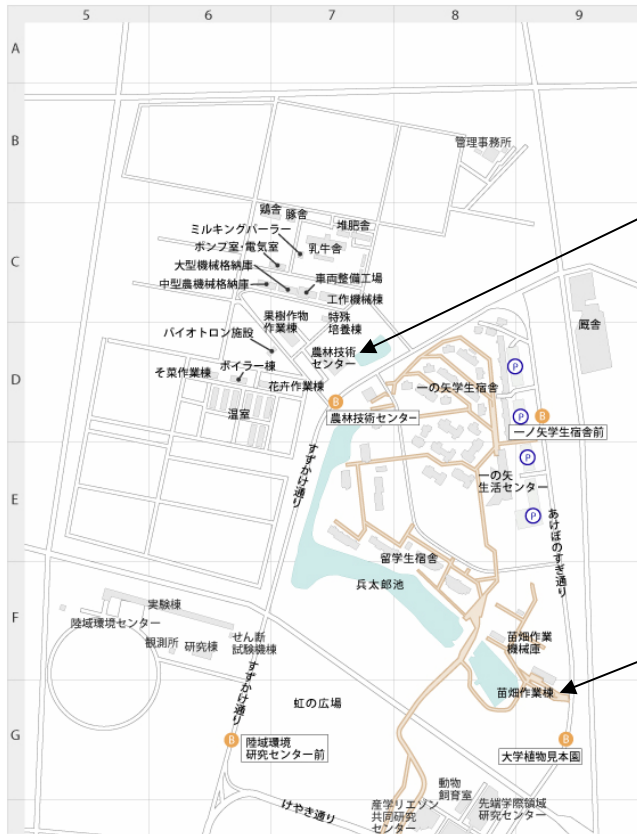 5 6 7 8 9
A
B
管理事務所
鶏舎
豚舎
堆肥舎
ミルキングパーラー
ポンプ室・電気室
乳牛舎
C
大型機械格納庫
車両整備工場
中型農機械格納庫
工作機械棟
果樹作物
作業棟
特殊
培養棟
厩舎
バイオトロン施設
農林技術
センター
D
ボイラー棟
そ菜作業棟
花卉作業棟
一の矢学生宿舎
P
温室
B
農林技術センター
P
B
一ノ矢学生宿舎前
すずかけ通り
P
一の矢
生活センター
E
P
あけぼのすぎ通り
留学生宿舎
兵太郎池
実験棟
F
陸域環境センター
観測所
研究棟
せん断
試験機棟
苗畑作業
機械庫
すずかけ通り
苗畑作業棟
虹の広場
G
B
陸域環境
研究センター前
B
大学植物見本園
動物
飼育室
けやき通り
産学リエゾン
共同研究
センター
先端学際領域
研究センター